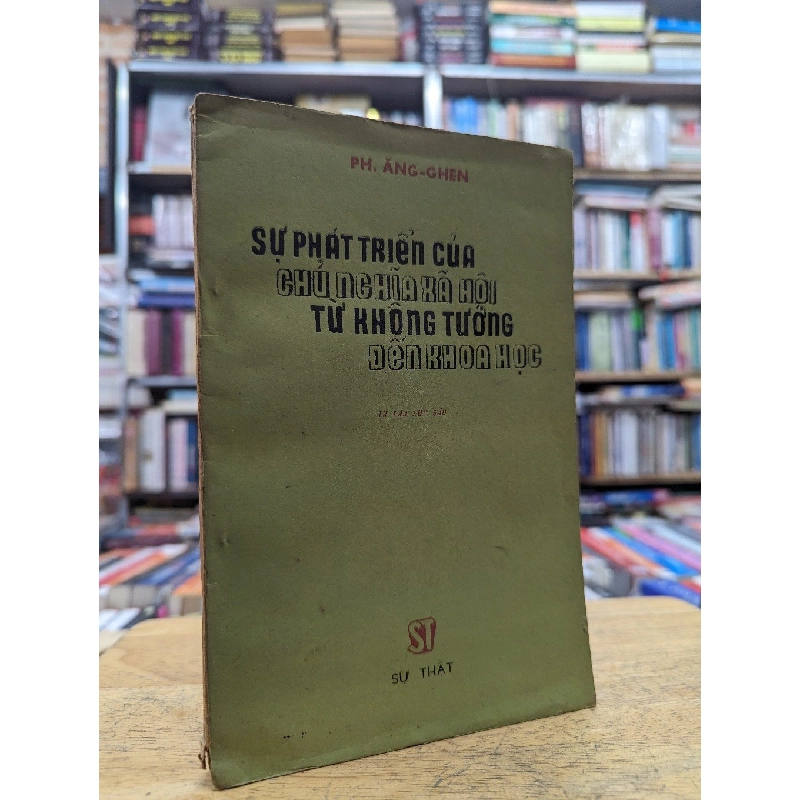 PH. ĂNG-GHEN
SỰ PHÁT TRIỂN CỦA
CHỦ NGHĨA XÃ HỘI
TỪ KHÔNG TƯỞNG
ĐẾN KHOA HỌC
ST
SỰ THẬT